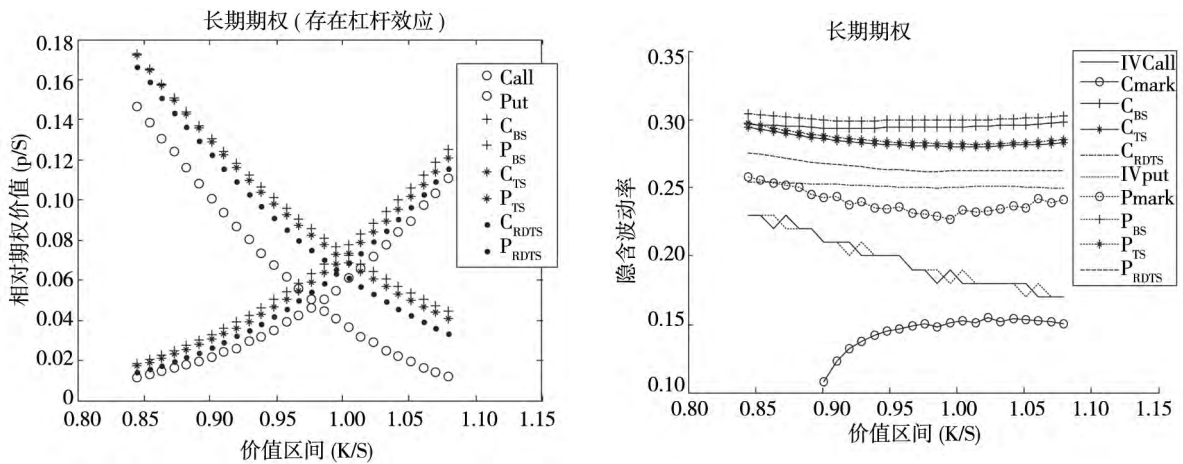 长期期权 (存在杠杆效应)
0.18
0.16
0.14
0.12
0.10
0.08
0.06
0.04
0.02
0
相对期权价值 (p/S)
0.80 0.85 0.90 0.95 1.00 1.05 1.10 1.15
价值区间 (K/S)
Call
Put
C_BS
P_BS
C_TS
P_TS
C_RDTS
P_RDTS
长期期权
0.35
0.30
0.25
0.20
0.15
0.10
隐含波动率
0.80 0.85 0.90 0.95 1.00 1.05 1.10 1.15
价值区间 (K/S)
IVCall
Cmark
C_BS
C_TS
C_RDTS
IVput
Pmark
P_BS
P_TS
P_RDTS